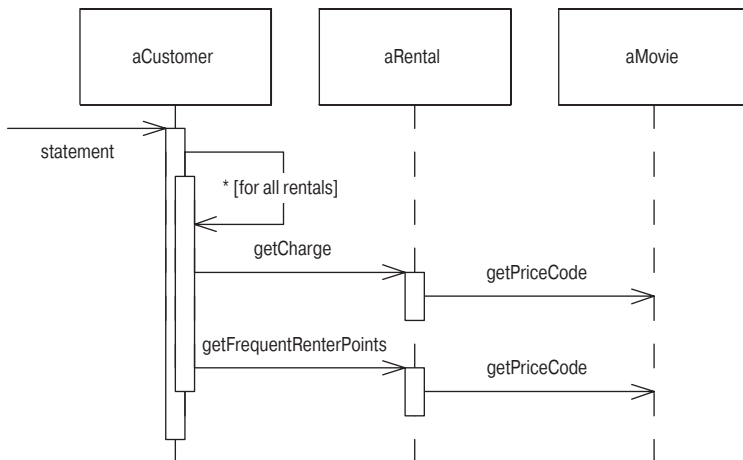 aCustomer
aRental
aMovie
statement
* [for all rentals]
getCharge
getPriceCode
getFrequentRenterPoints
getPriceCode